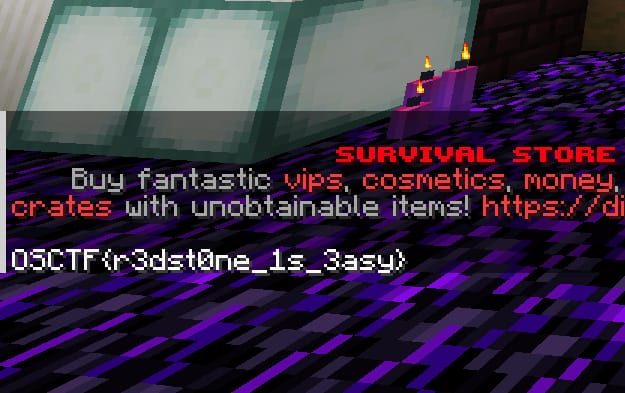 SURVIVAL STORE
Buy fantastic vips, cosmetics, money,
crates with unobtainable items! https://di
OSCTF{r3dst0ne_1s_3asy}